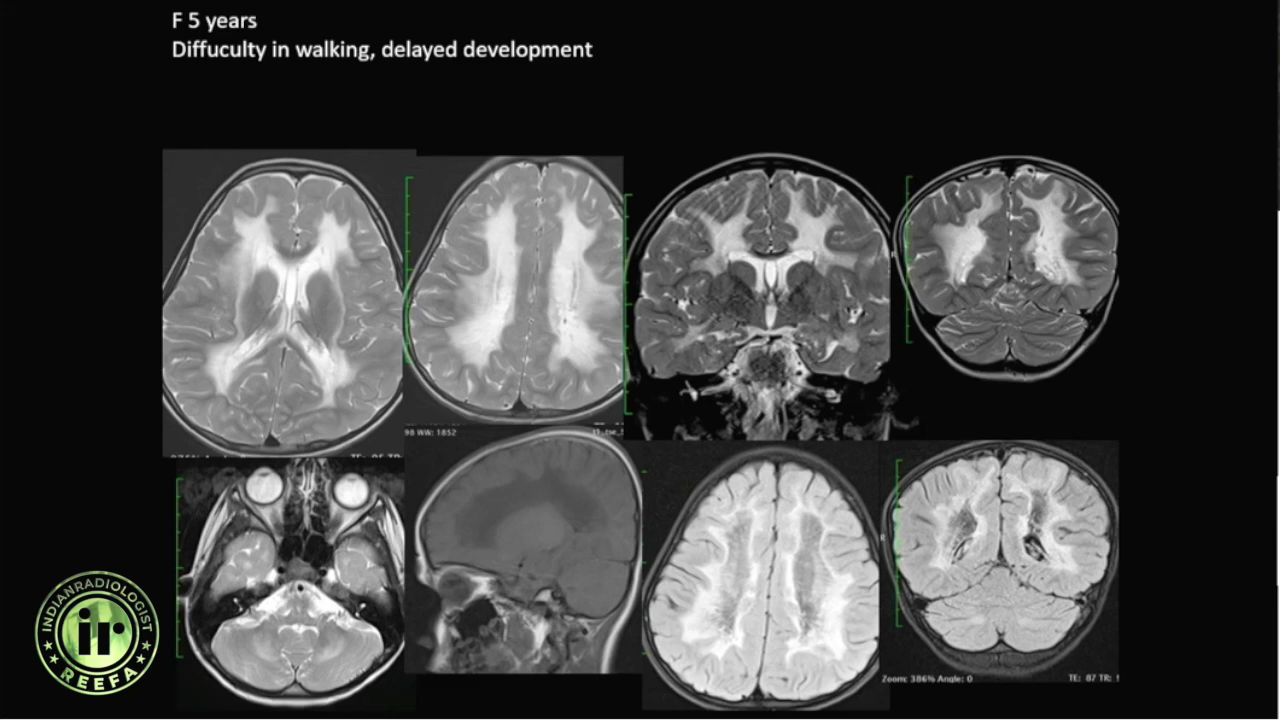 F 5 years
Diffuculty in walking, delayed development
98 WW: 1852
R
R
Zoom: 386% Angle: 0
TE: 87 TR:
INDIANRADIOLOGIST
ir
REEFA